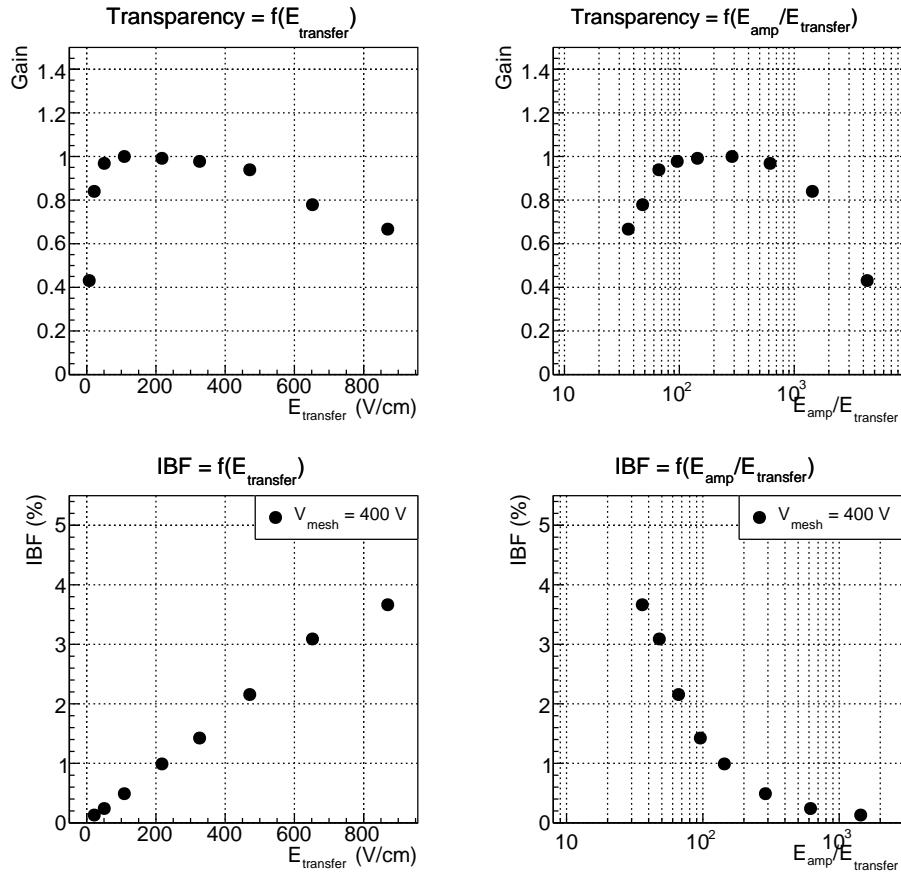 Transparency = f(E_transfer)
Gain
1.4
1.2
1
0.8
0.6
0.4
0.2
0
0 200 400 600 800
E_transfer (V/cm)
Transparency = f(E_amp/E_transfer)
Gain
1.4
1.2
1
0.8
0.6
0.4
0.2
0
10 10^2 10^3
E_amp/E_transfer
IBF = f(E_transfer)
IBF (%)
5
4
3
2
1
0
V_mesh = 400 V
0 200 400 600 800
E_transfer (V/cm)
IBF = f(E_amp/E_transfer)
IBF (%)
5
4
3
2
1
0
V_mesh = 400 V
10 10^2 10^3
E_amp/E_transfer